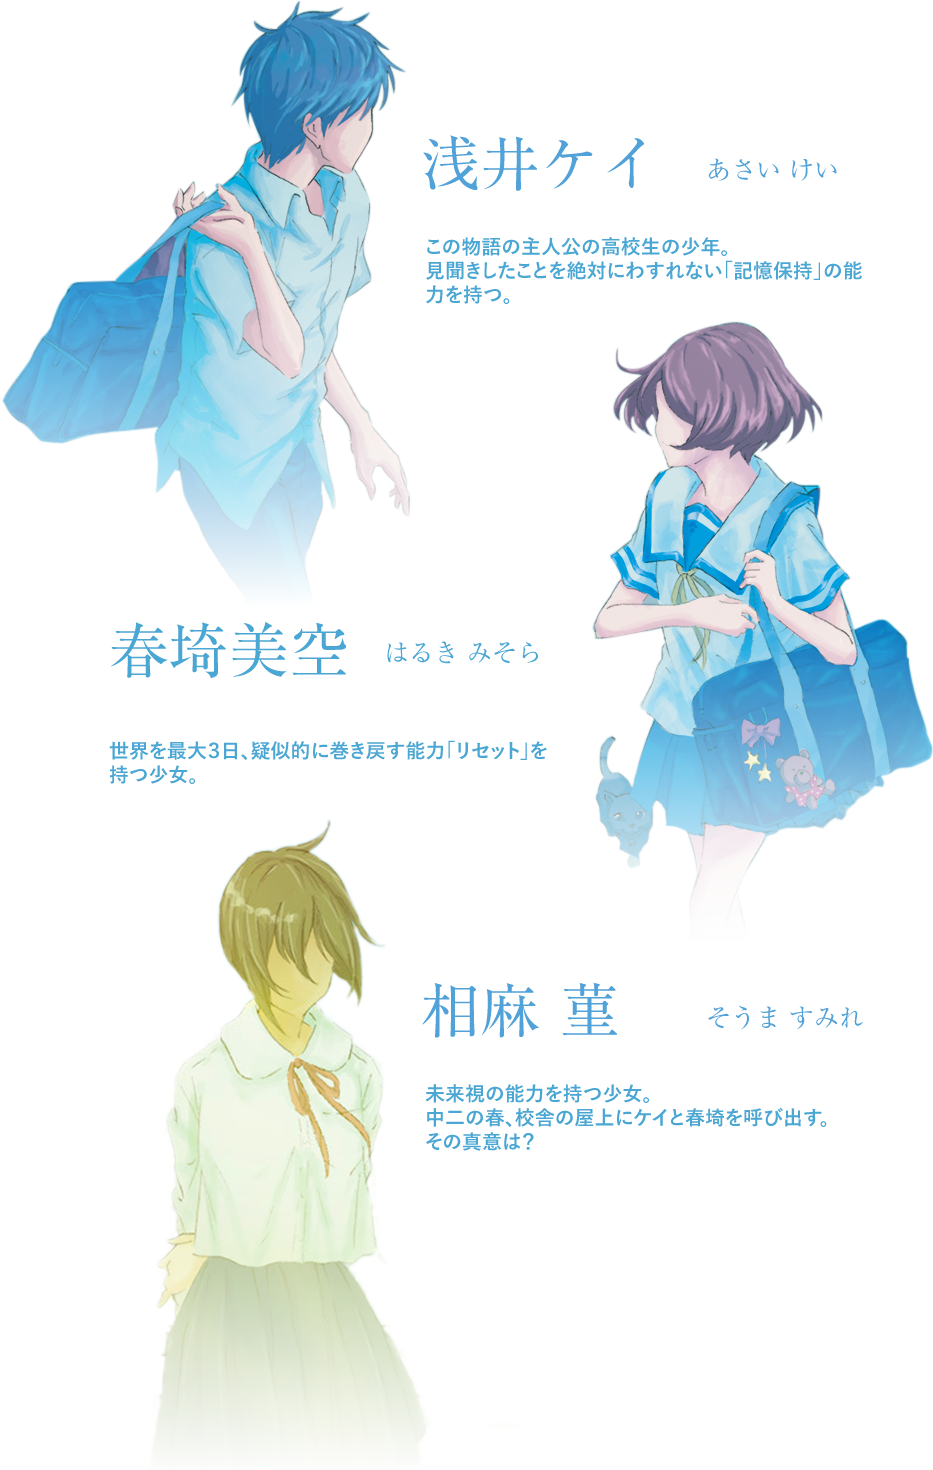 浅井ケイ あさい けい
この物語の主人公の高校生の少年。
見聞きしたことを絶対にわすれない「記憶保持」の能
力を持つ。
春埼美空 はるき みそら
世界を最大3日、疑似的に巻き戻す能力「リセット」を
持つ少女。
相麻 菫 そうま すみれ
未来視の能力を持つ少女。
中二の春、校舎の屋上にケイと春埼を呼び出す。
その真意は？